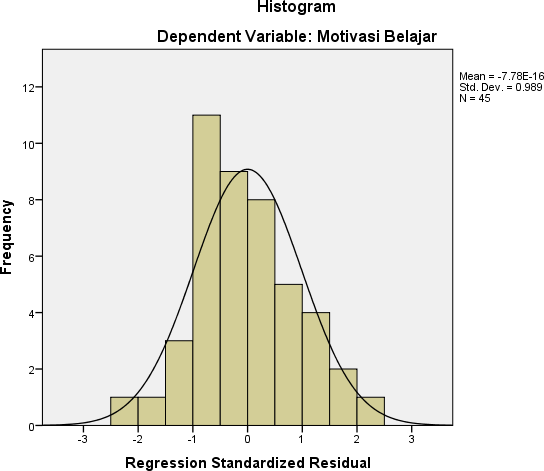 Histogram
Dependent Variable: Motivasi Belajar
Mean = -7.78E-16
Std. Dev. = 0.989
N = 45
Frequency
12
10
8
6
4
2
0
-3 -2 -1 0 1 2 3
Regression Standardized Residual